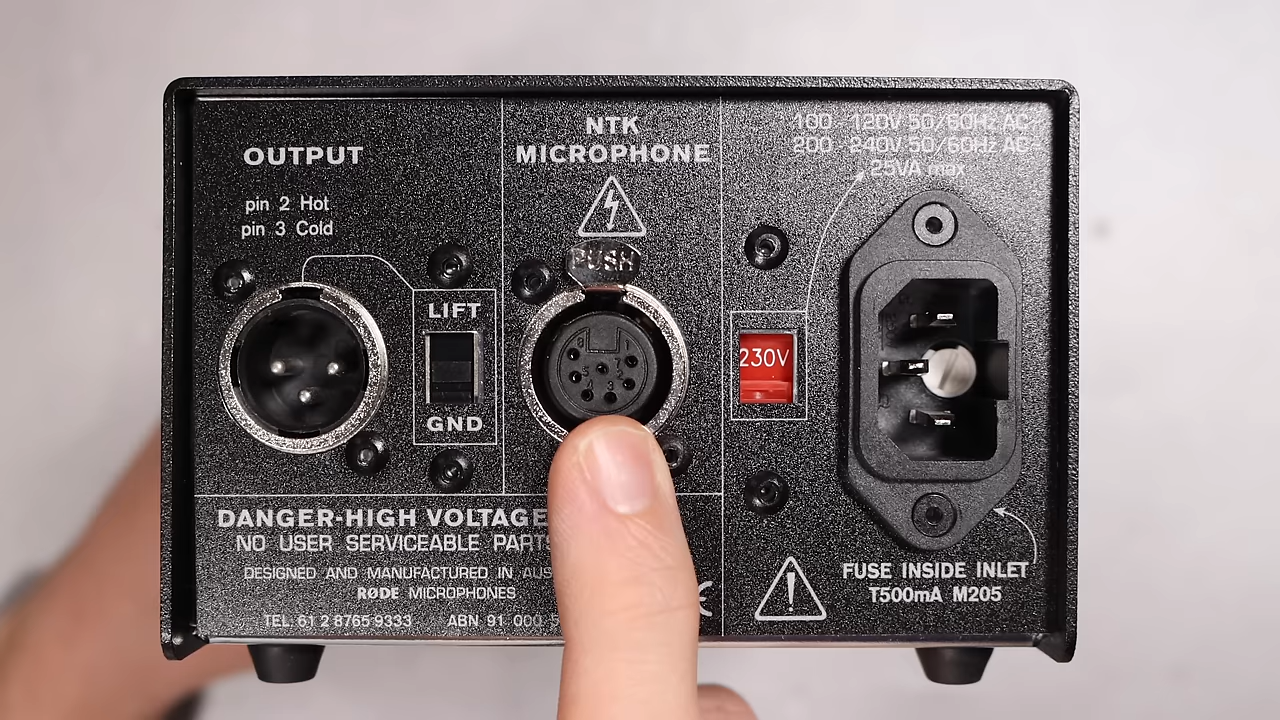 OUTPUT
pin 2 Hot
pin 3 Cold
LIFT
GND
NTK
MICROPHONE
PUSH
100 120V 50/60Hz AC
200 240V 50/60Hz AC
25VA max
230V
DANGER-HIGH VOLTAGE
NO USER SERVICEABLE PARTS
DESIGNED AND MANUFACTURED IN AUS
RØDE MICROPHONES
TEL 61 2 8765 9333 ABN 91 000
CE
FUSE INSIDE INLET
T500mA M205